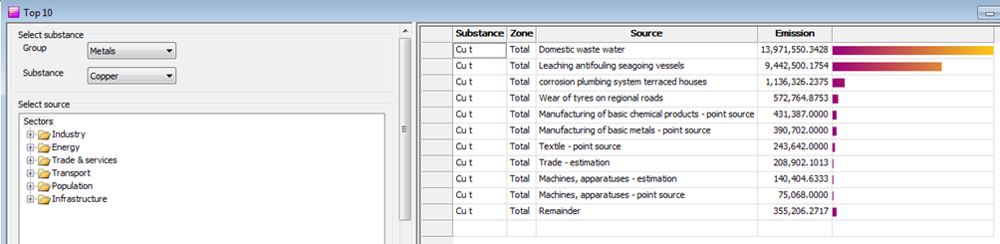 Top 10
Select substance
Group Metals
Substance Copper
Select source
Sectors
Industry
Energy
Trade & services
Transport
Population
Infrastructure
Substance Zone Source Emission
Cu t Total Domestic waste water 13,971,550.3428
Cu t Total Leaching antifouling seagoing vessels 9,442,500.1754
Cu t Total corrosion plumbing system terraced houses 1,136,326.2375
Cu t Total Wear of tyres on regional roads 572,764.8753
Cu t Total Manufacturing of basic chemical products - point source 431,387.0000
Cu t Total Manufacturing of basic metals - point source 390,702.0000
Cu t Total Textile - point source 243,642.0000
Cu t Total Trade - estimation 208,902.1013
Cu t Total Machines, apparatuses - estimation 140,404.6333
Cu t Total Machines, apparatuses - point source 75,068.0000
Cu t Total Remainder 355,206.2717